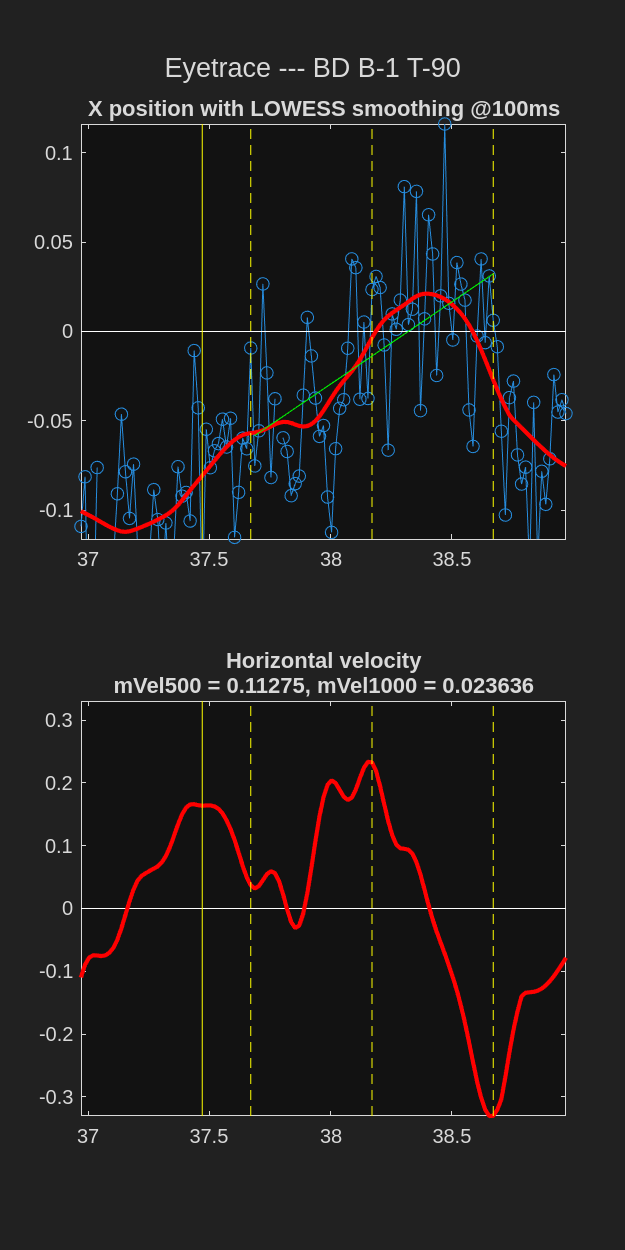 Eyetrace --- BD B-1 T-90
X position with LOWESS smoothing @100ms
0.1
0.05
0
-0.05
-0.1
37 37.5 38 38.5
Horizontal velocity
mVel500 = 0.11275, mVel1000 = 0.023636
0.3
0.2
0.1
0
-0.1
-0.2
-0.3
37 37.5 38 38.5